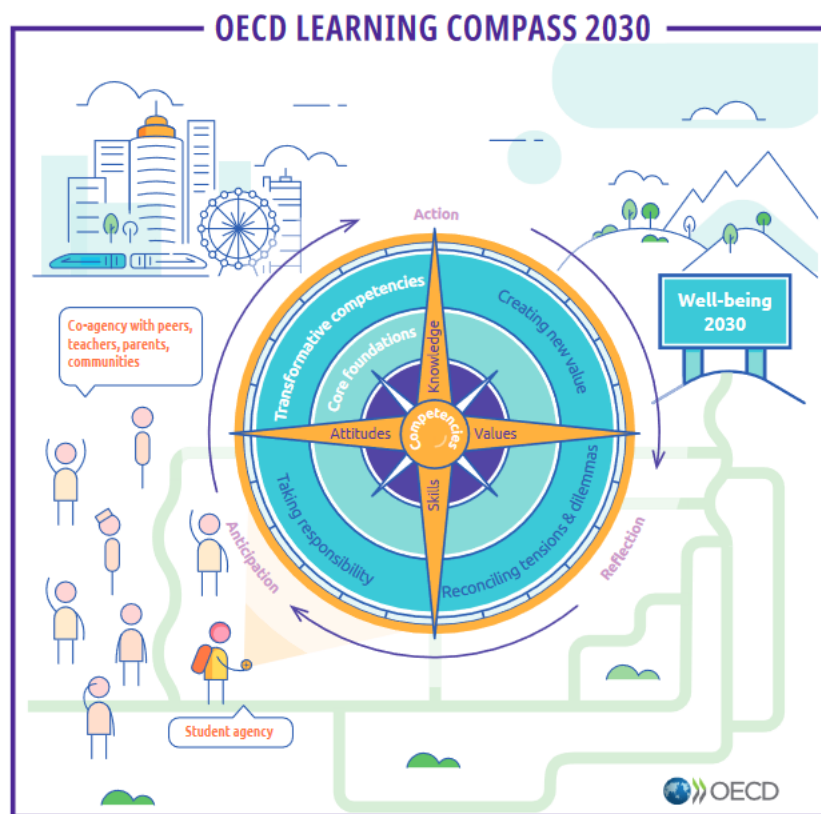 OECD LEARNING COMPASS 2030
Action
Well-being
2030
Co-agency with peers,
teachers, parents,
communities
Transformative competencies
Creating new value
Core foundations
Knowledge
Attitudes
Competencies
Values
Skills
Taking responsibility
Reconciling tensions & dilemmas
Anticipation
Reflection
Student agency
OECD